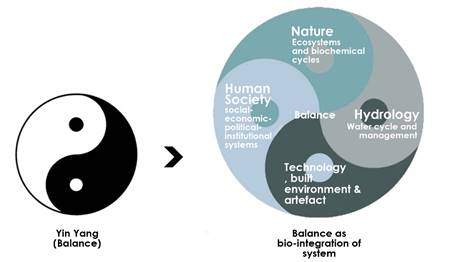 Nature
Ecosystems
and biochemical
cycles
Human
Society
social-
economic-
political-
institutional
systems
Balance
Hydrology
Water cycle and
management
Technology
, built
environment &
artefact
Yin Yang
(Balance)
Balance as
bio-integration of
system